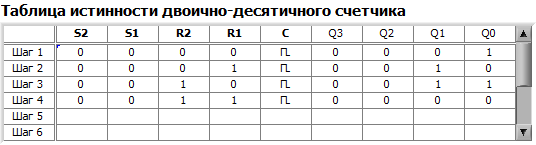 Таблица истинности двоично-десятичного счетчика
S2 S1 R2 R1 C Q3 Q2 Q1 Q0
Шаг 1 0 0 0 0 0 0 0 1
Шаг 2 0 0 0 1 0 0 1 0
Шаг 3 0 0 1 0 0 0 1 1
Шаг 4 0 0 1 1 0 0 0 0
Шаг 5
Шаг 6